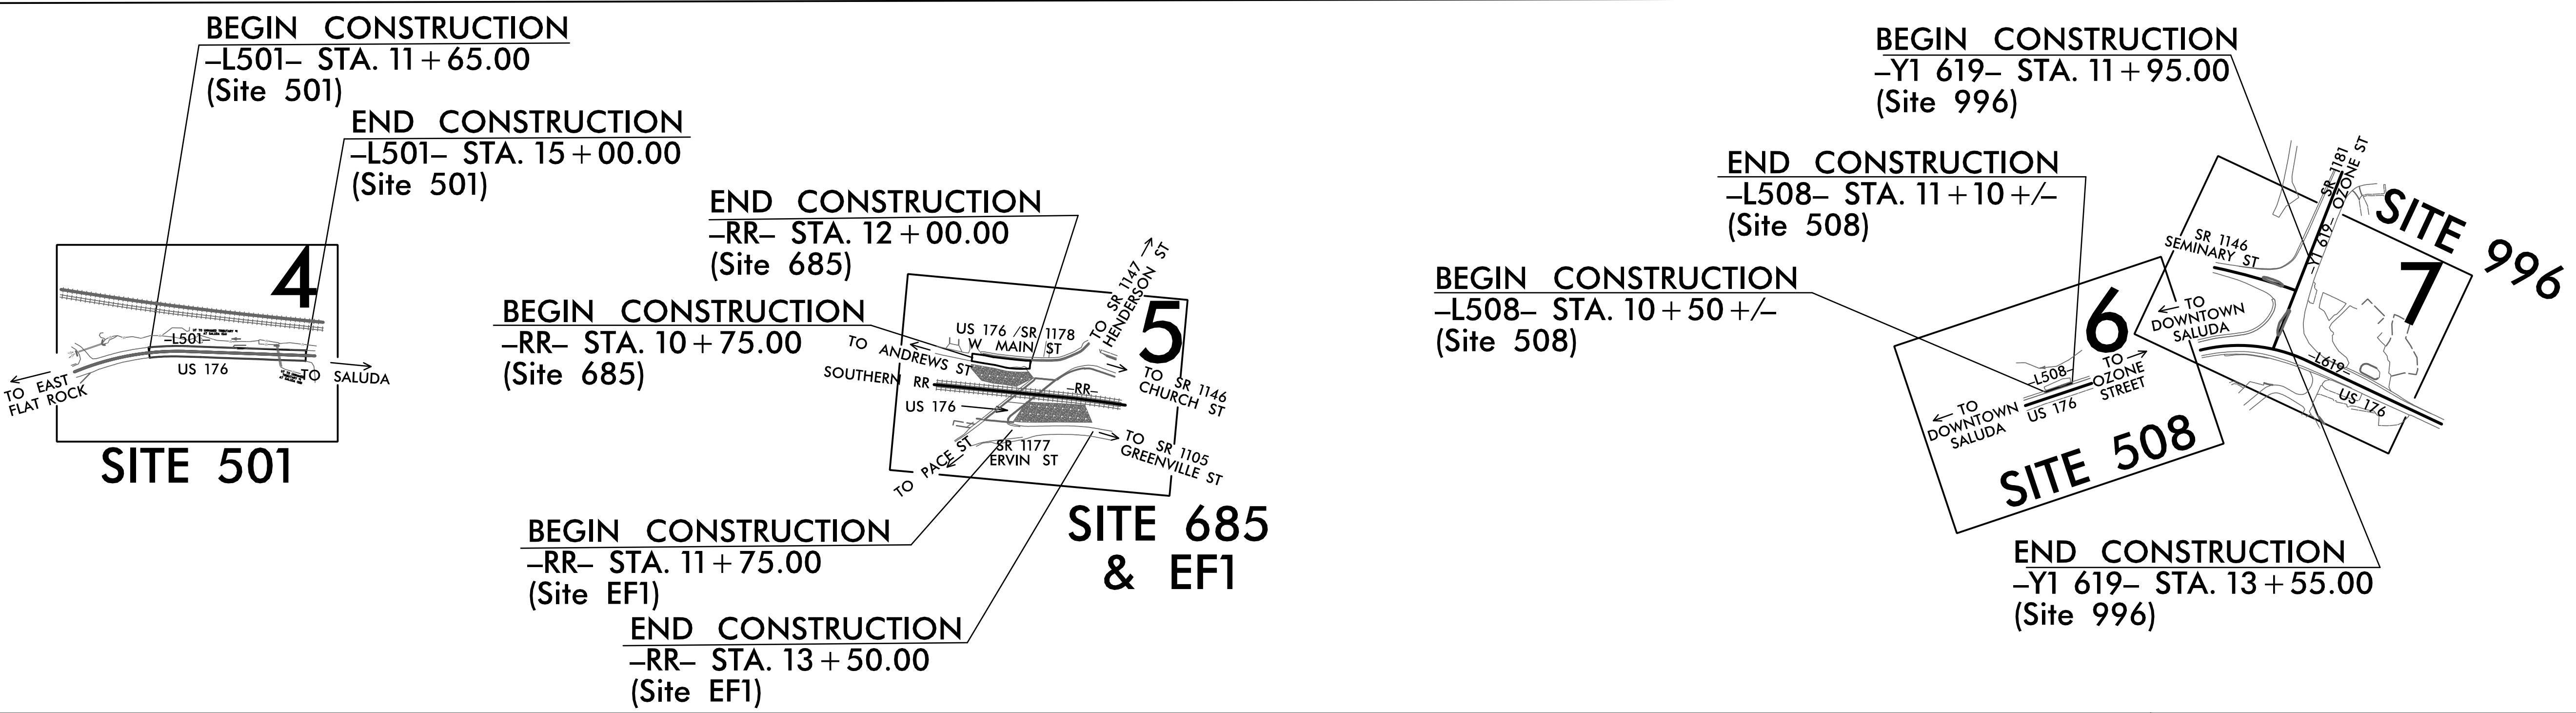 BEGIN CONSTRUCTION
–L501– STA. 11+65.00
(Site 501)
END CONSTRUCTION
–L501– STA. 15+00.00
(Site 501)
4
–L501–
US 176
TO EAST
FLAT ROCK
TO SALUDA
SITE 501
END CONSTRUCTION
–RR– STA. 12+00.00
(Site 685)
BEGIN CONSTRUCTION
–RR– STA. 10+75.00
(Site 685)
5
US 176 /SR 1178
W MAIN ST
TO SR 1147
HENDERSON ST
TO ANDREWS ST
SOUTHERN RR
–RR–
US 176
TO SR 1146
CHURCH ST
TO PACE ST
SR 1177
ERVIN ST
TO SR 1105
GREENVILLE ST
SITE 685
& EF1
BEGIN CONSTRUCTION
–RR– STA. 11+75.00
(Site EF1)
END CONSTRUCTION
–RR– STA. 13+50.00
(Site EF1)
BEGIN CONSTRUCTION
–Y1 619– STA. 11+95.00
(Site 996)
END CONSTRUCTION
–L508– STA. 11+10 +/–
(Site 508)
BEGIN CONSTRUCTION
–L508– STA. 10+50 +/–
(Site 508)
6
–L508–
US 176
TO
OZONE
STREET
TO
DOWNTOWN
SALUDA
SITE 508
SITE 996
7
SR 1181
OZONE ST
–Y1 619–
SR 1146
SEMINARY ST
TO
DOWNTOWN
SALUDA
–L619–
US 176
END CONSTRUCTION
–Y1 619– STA. 13+55.00
(Site 996)